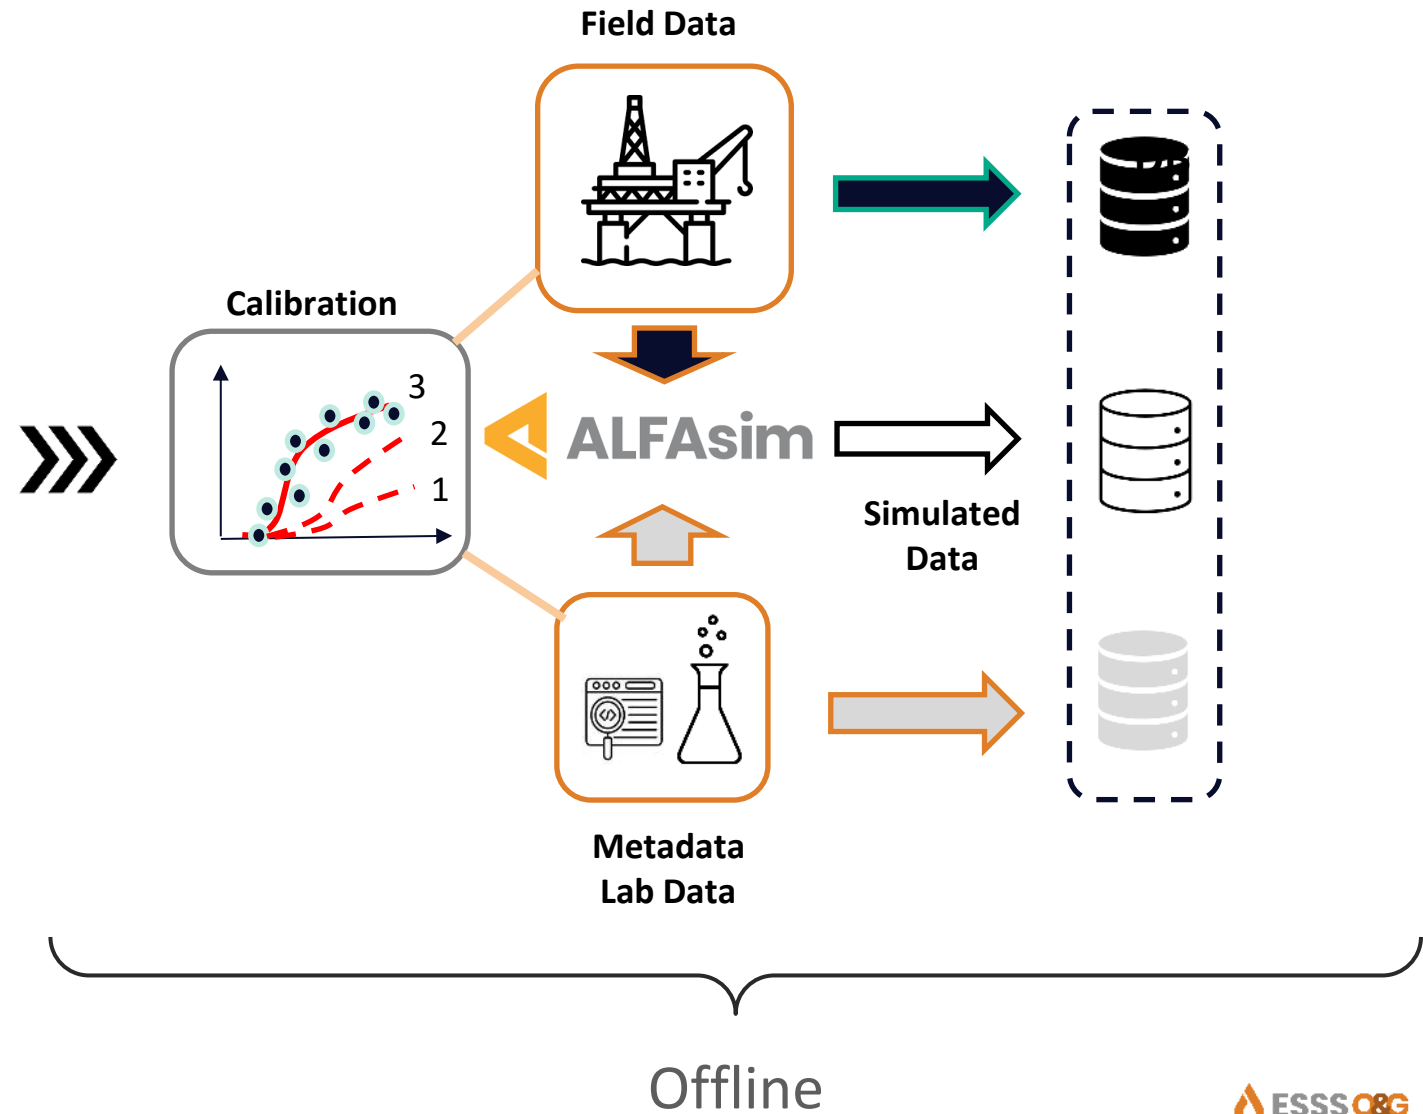 Field Data
Calibration
3
2
1
ALFAsim
Simulated
Data
Metadata
Lab Data
Offline
ESSS O&G